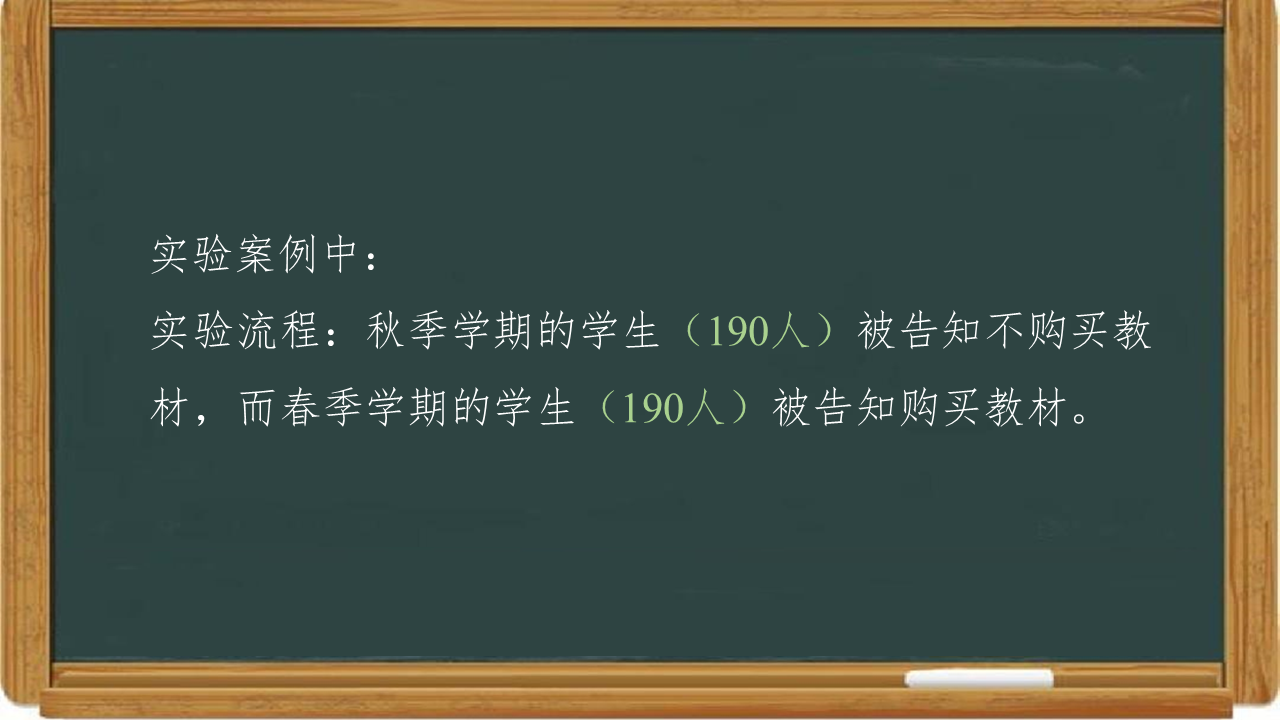 实验案例中：
实验流程：秋季学期的学生（190人）被告知不购买教
材，而春季学期的学生（190人）被告知购买教材。